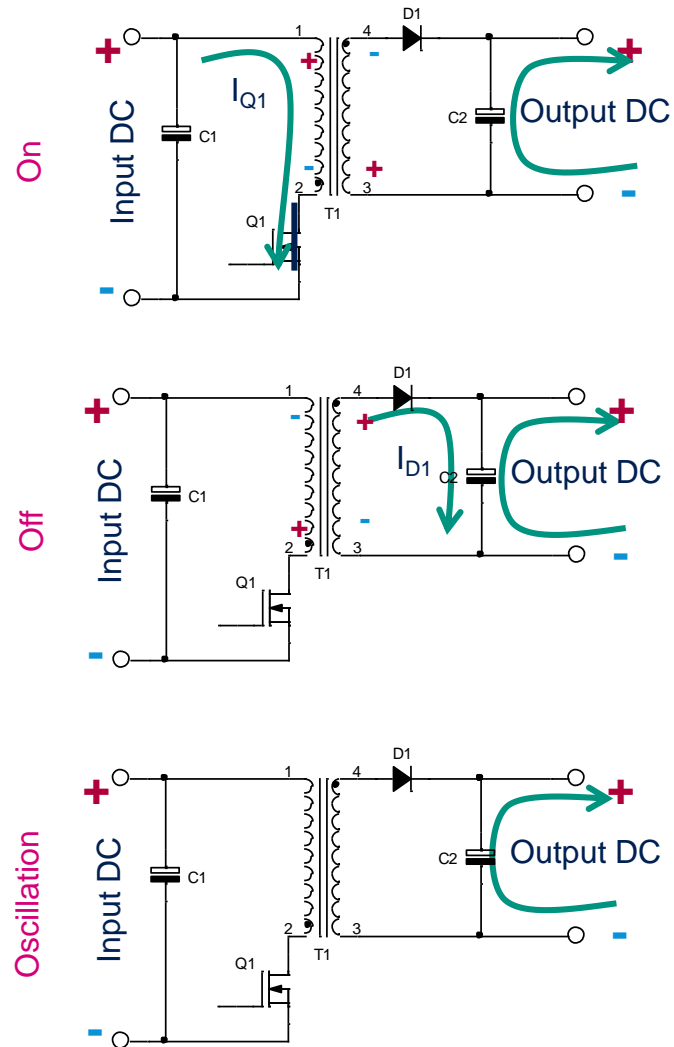 On
Input DC
+
-
C1
I_Q1
1
2
+
-
Q1
T1
4
3
-
+
D1
C2
Output DC
+
-
Off
Input DC
+
-
C1
1
2
-
+
Q1
T1
4
3
+
-
D1
I_D1
C2
Output DC
+
-
Oscillation
Input DC
+
-
C1
1
2
Q1
T1
4
3
D1
C2
Output DC
+
-